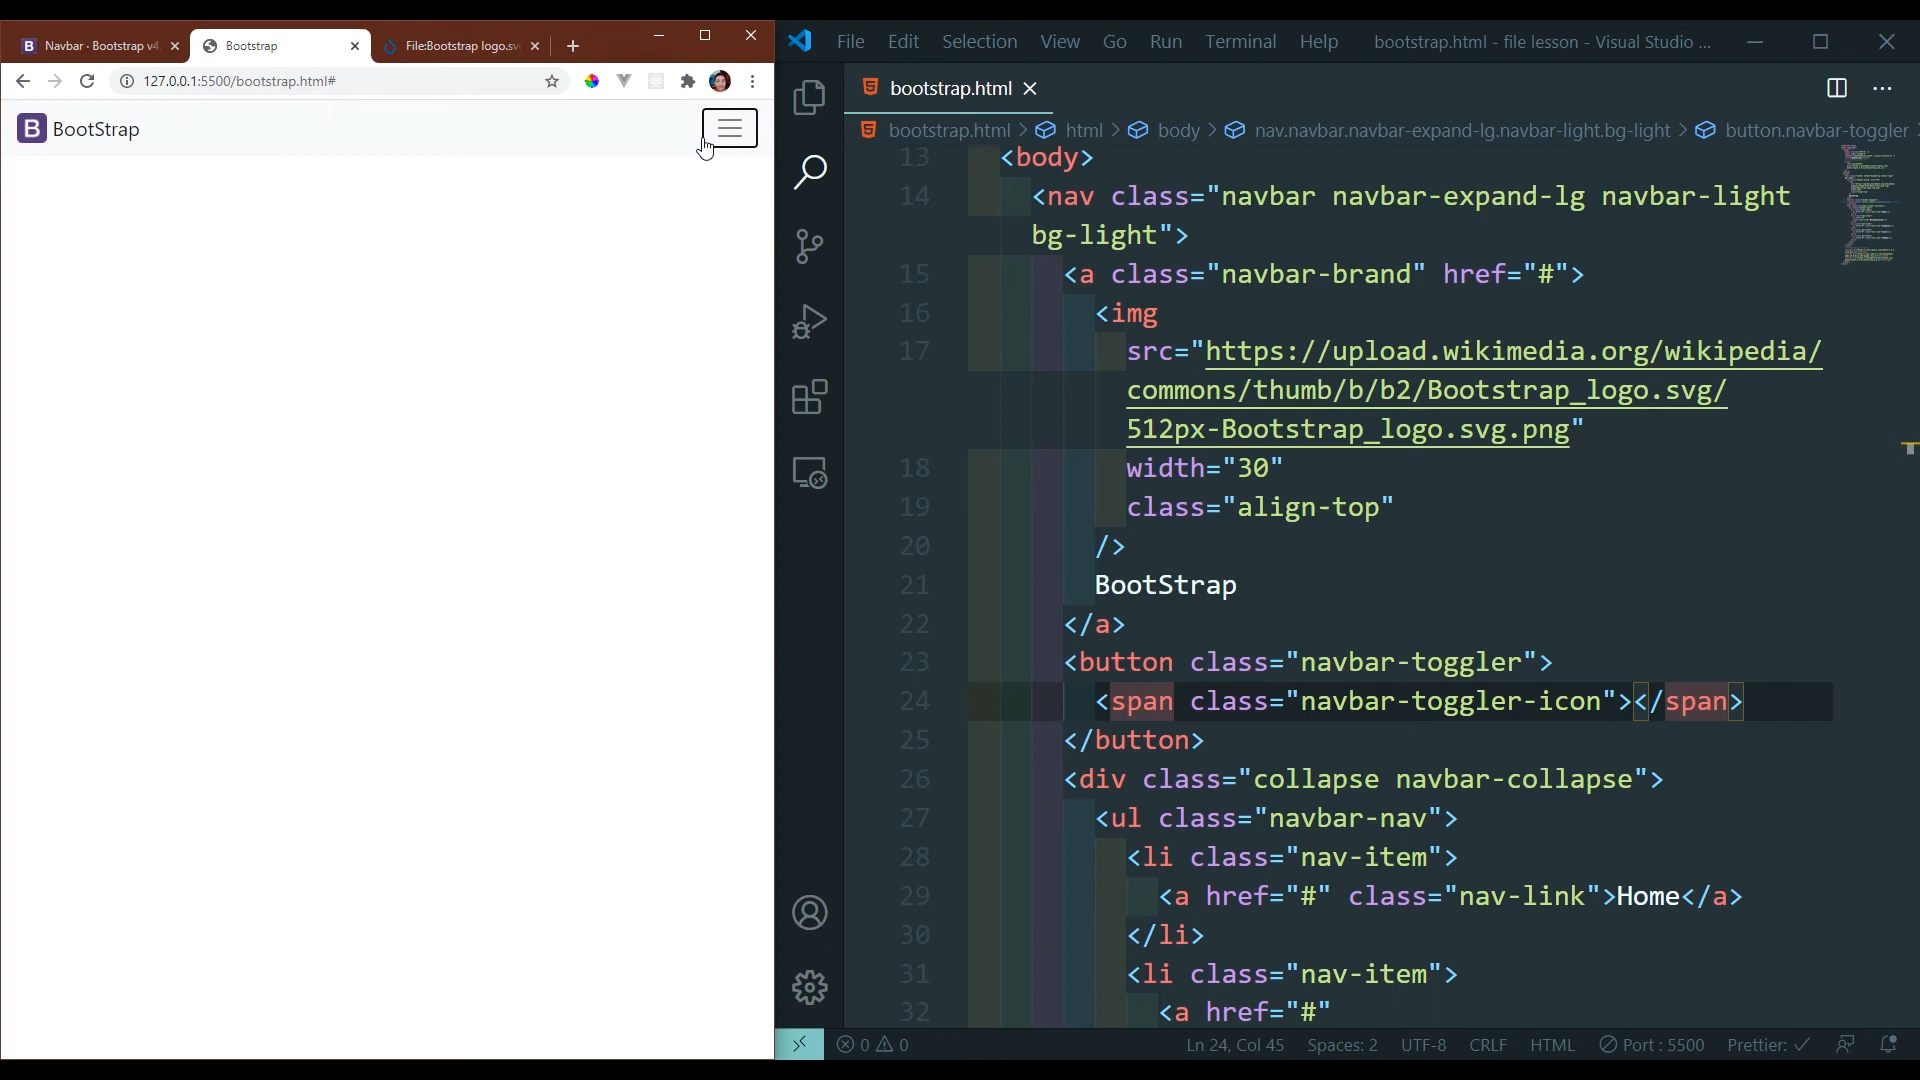 Navbar · Bootstrap v4
Bootstrap
File:Bootstrap logo.sv
127.0.0.1:5500/bootstrap.html#
B BootStrap
File Edit Selection View Go Run Terminal Help bootstrap.html - file lesson - Visual Studio ...
bootstrap.html
bootstrap.html > html > body > nav.navbar.navbar-expand-lg.navbar-light.bg-light > button.navbar-toggler >
13 <body>
14 <nav class="navbar navbar-expand-lg navbar-light
bg-light">
15 <a class="navbar-brand" href="#">
16 <img
17 src="https://upload.wikimedia.org/wikipedia/
commons/thumb/b/b2/Bootstrap_logo.svg/
512px-Bootstrap_logo.svg.png"
18 width="30"
19 class="align-top"
20 />
21 BootStrap
22 </a>
23 <button class="navbar-toggler">
24 <span class="navbar-toggler-icon"></span>
25 </button>
26 <div class="collapse navbar-collapse">
27 <ul class="navbar-nav">
28 <li class="nav-item">
29 <a href="#" class="nav-link">Home</a>
30 </li>
31 <li class="nav-item">
32 <a href="#"
0 0 Ln 24, Col 45 Spaces: 2 UTF-8 CRLF HTML Port : 5500 Prettier: ✓